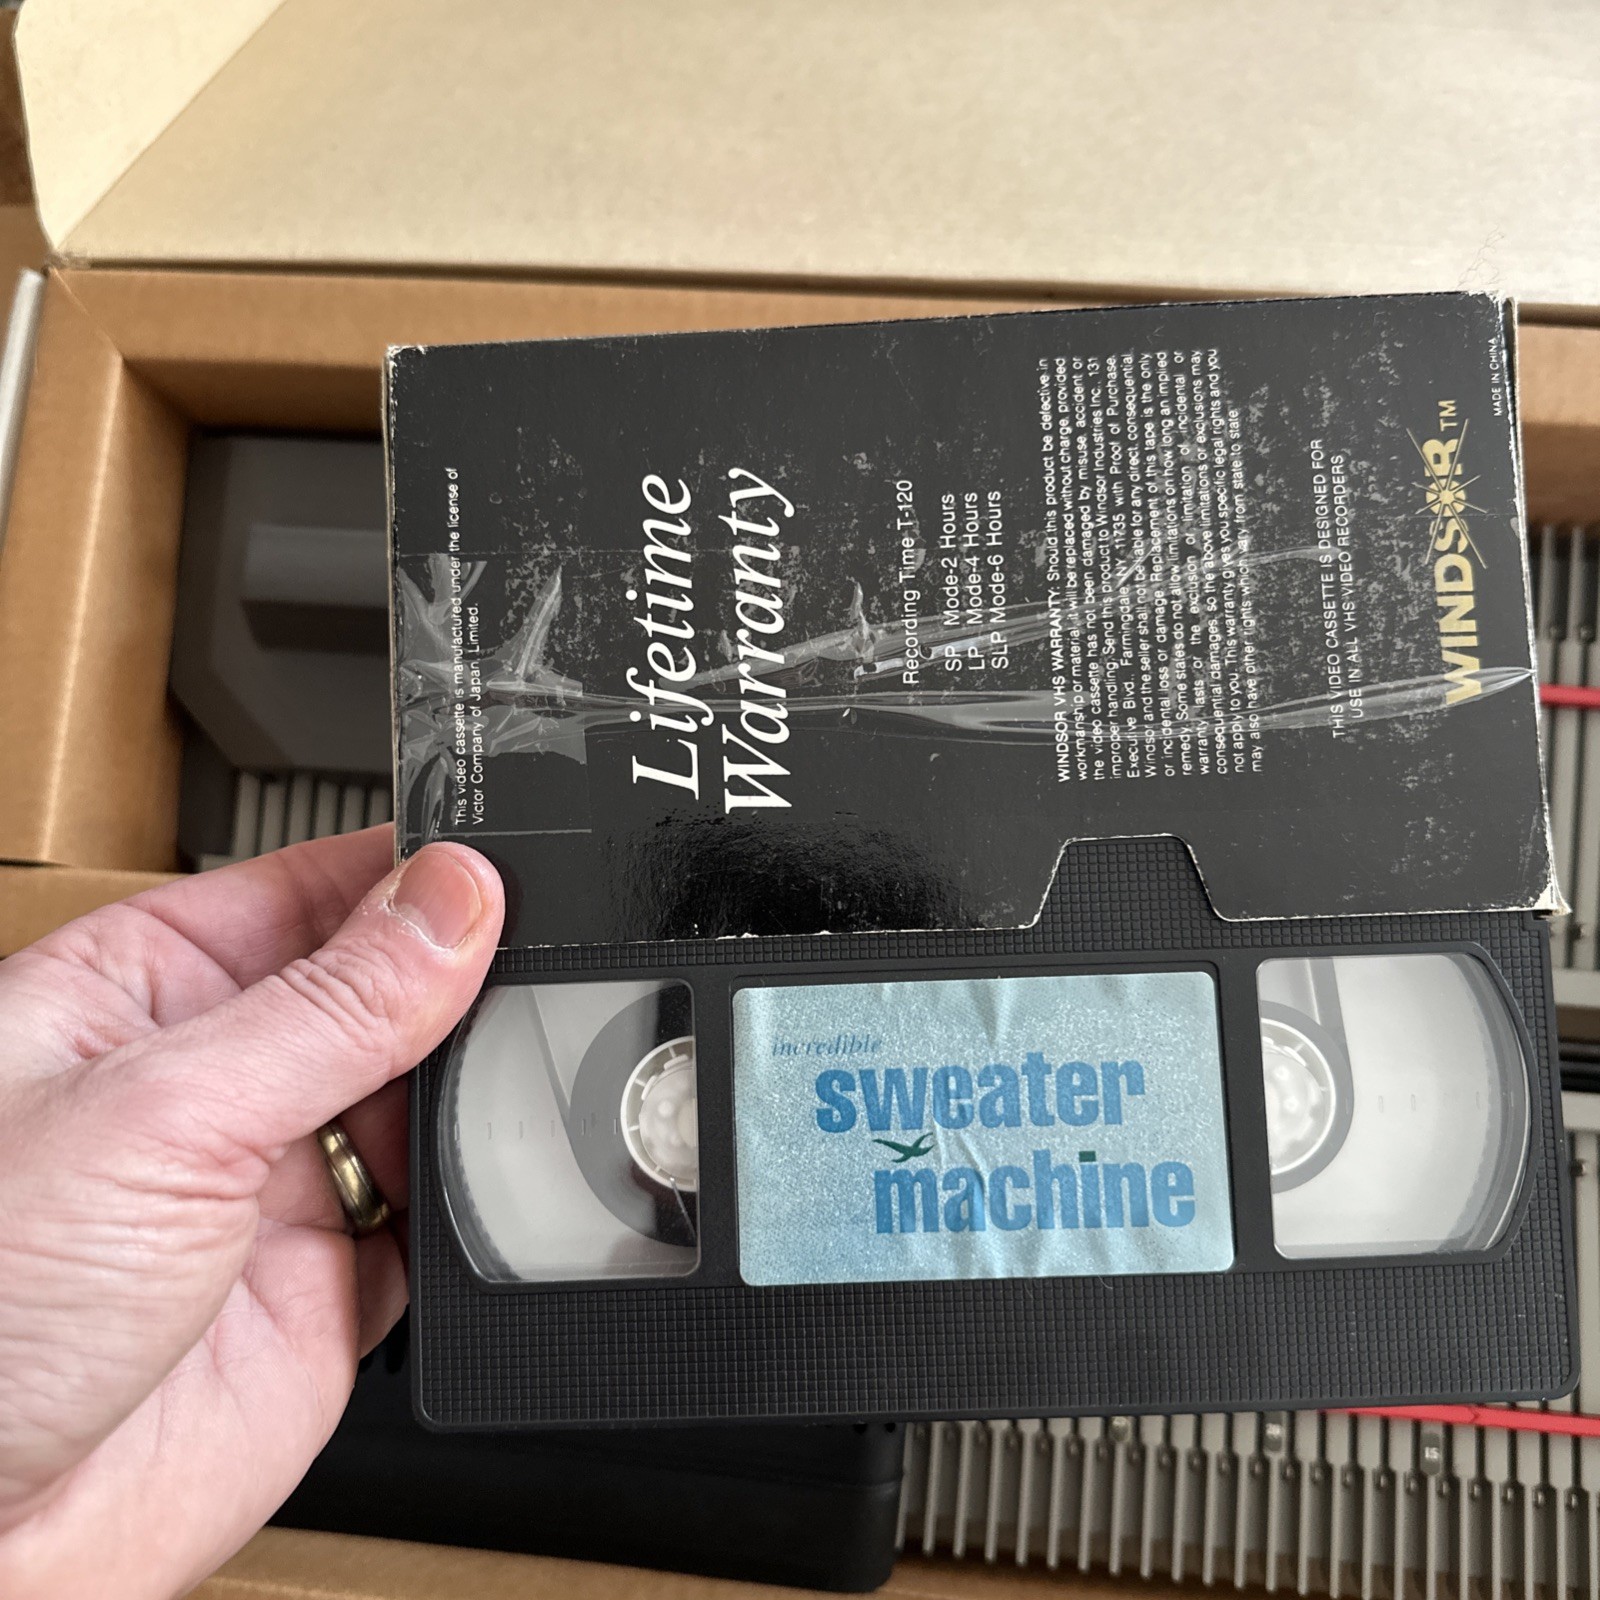 This video cassette is manufactured under the license of
Victor Company of Japan, Limited.
Lifetime
Warranty
Recording Time T-120
SP Mode-2 Hours
LP Mode-4 Hours
SLP Mode-6 Hours
WINDSOR VHS WARRANTY: Should this product be defective in
workmanship or material, it will be replaced without charge, provided
the video cassette has not been damaged by misuse, accident or
improper handling. Send this product to Windsor Industries Inc., 131
Executive Blvd., Farmingdale, NY 11735 with Proof of Purchase.
Windsor and the seller shall not be liable for any direct, consequential
or incidental loss or damage. Replacement of this tape is the only
remedy. Some states do not allow limitations on how long an implied
warranty lasts or the exclusion or limitation of incidental or
consequential damages, so the above limitations or exclusions may
not apply to you. This warranty gives you specific legal rights and you
may also have other rights which vary from state to state
THIS VIDEO CASSETTE IS DESIGNED FOR
USE IN ALL VHS VIDEO RECORDERS
WINDSOR TM
MADE IN CHINA
incredible
sweater
machine
20
15